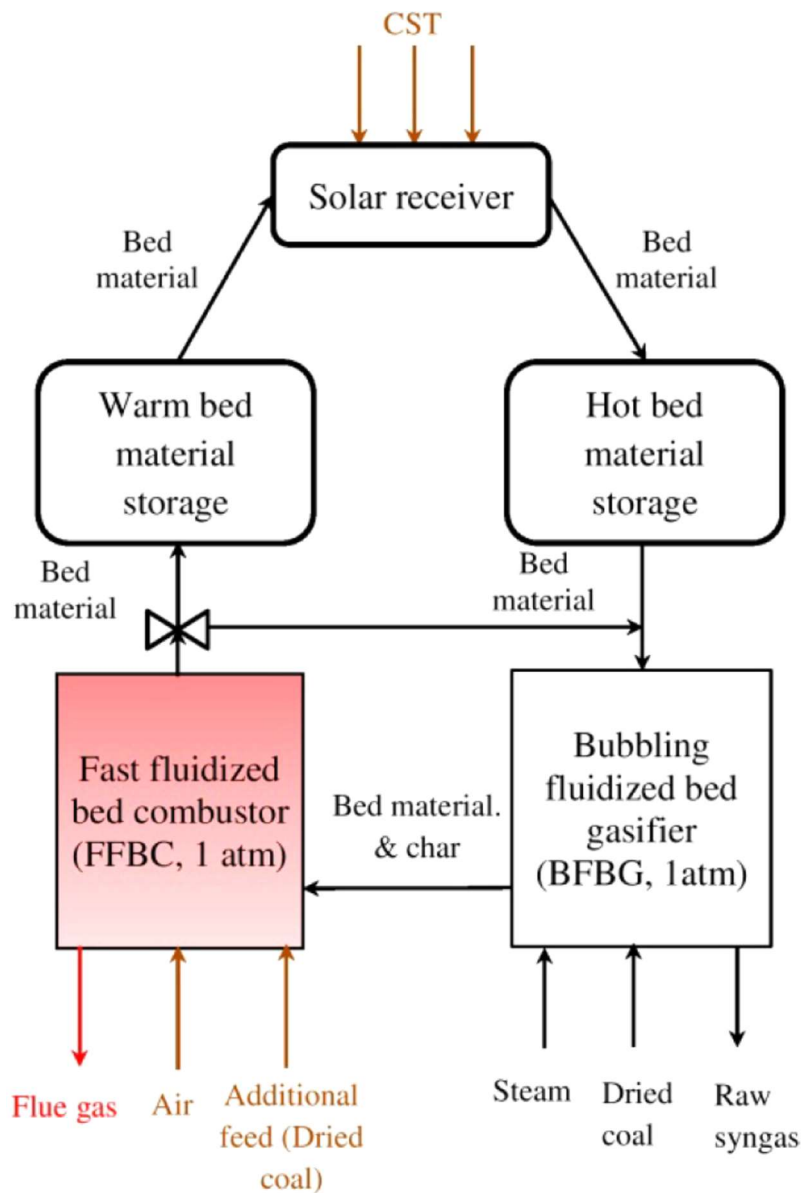 CST
Solar receiver
Bed
material
Bed
material
Warm bed
material
storage
Hot bed
material
storage
Bed
material
Bed
material
Fast fluidized
bed combustor
(FFBC, 1 atm)
Bed material.
& char
Bubbling
fluidized bed
gasifier
(BFBG, 1atm)
Flue gas
Air
Additional
feed (Dried
coal)
Steam
Dried
coal
Raw
syngas